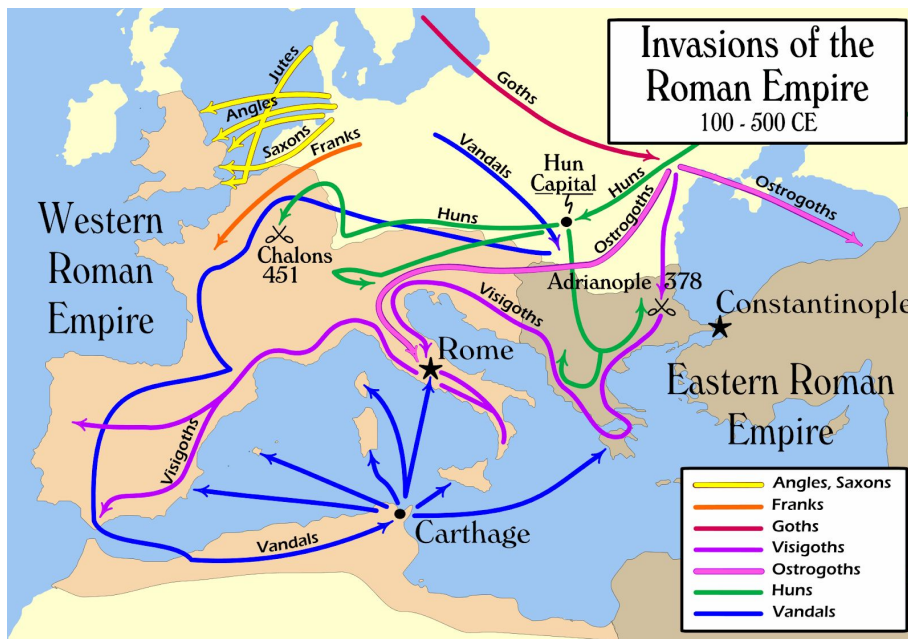 Invasions of the
Roman Empire
100 - 500 CE
Jutes
Angles
Saxons
Franks
Goths
Vandals
Hun
Capital
Huns
Ostrogoths
Ostrogoths
Huns
Western
Roman
Empire
Chalons
451
Adrianople 378
Visigoths
Constantinople
Rome
Eastern Roman
Empire
Visigoths
Carthage
Vandals
Angles, Saxons
Franks
Goths
Visigoths
Ostrogoths
Huns
Vandals